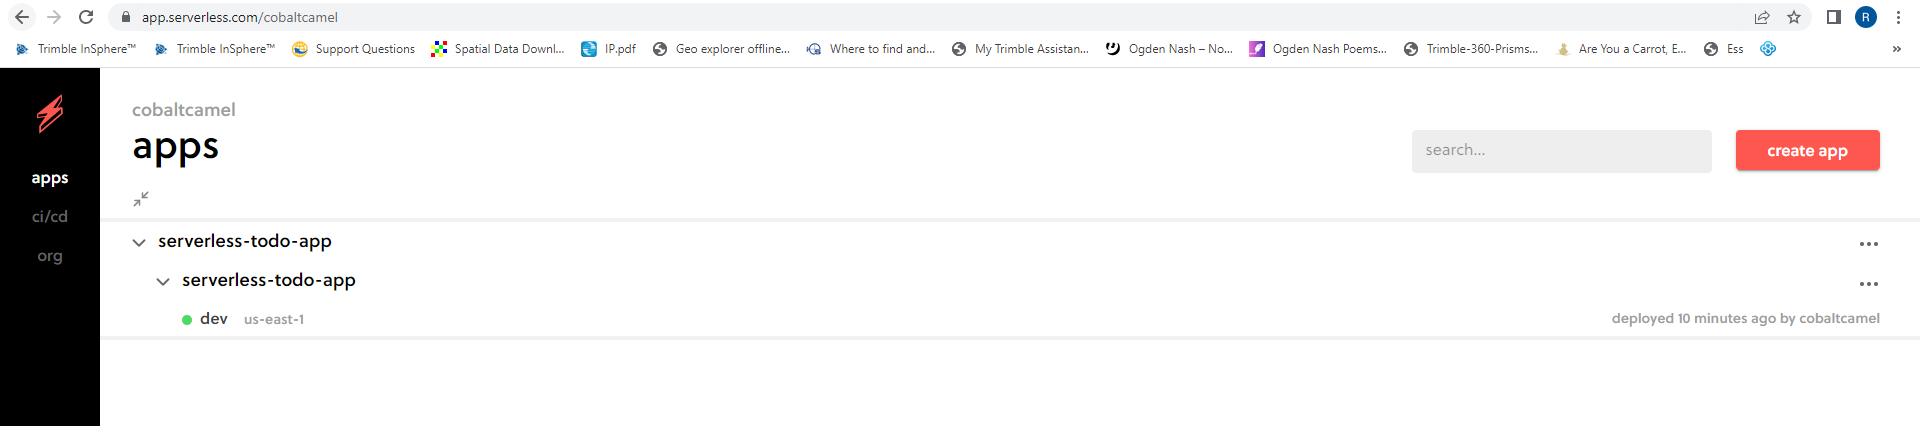 app.serverless.com/cobaltcamel
R
Trimble InSphere™ Trimble InSphere™ Support Questions Spatial Data Downl... IP.pdf Geo explorer offline... Where to find and... My Trimble Assistan... Ogden Nash – No... Ogden Nash Poems... Trimble-360-Prisms... Are You a Carrot, E... Ess »
cobaltcamel
apps
search...
create app
apps
ci/cd
org
serverless-todo-app
serverless-todo-app
dev us-east-1 deployed 10 minutes ago by cobaltcamel